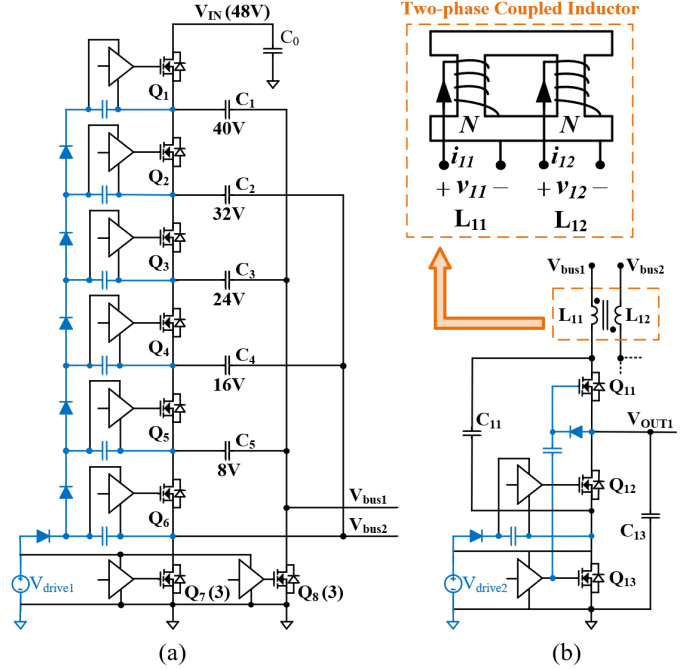 V_IN (48V)
C_0
Q_1
C_1
40V
Q_2
C_2
32V
Q_3
C_3
24V
Q_4
C_4
16V
Q_5
C_5
8V
Q_6
V_bus1
V_bus2
V_drive1
Q_7 (3)
Q_8 (3)
(a)
Two-phase Coupled Inductor
N N
i_11 i_12
+ v_11 − + v_12 −
L_11 L_12
V_bus1 V_bus2
L_11 L_12
Q_11
C_11
V_OUT1
Q_12
C_13
V_drive2
Q_13
(b)